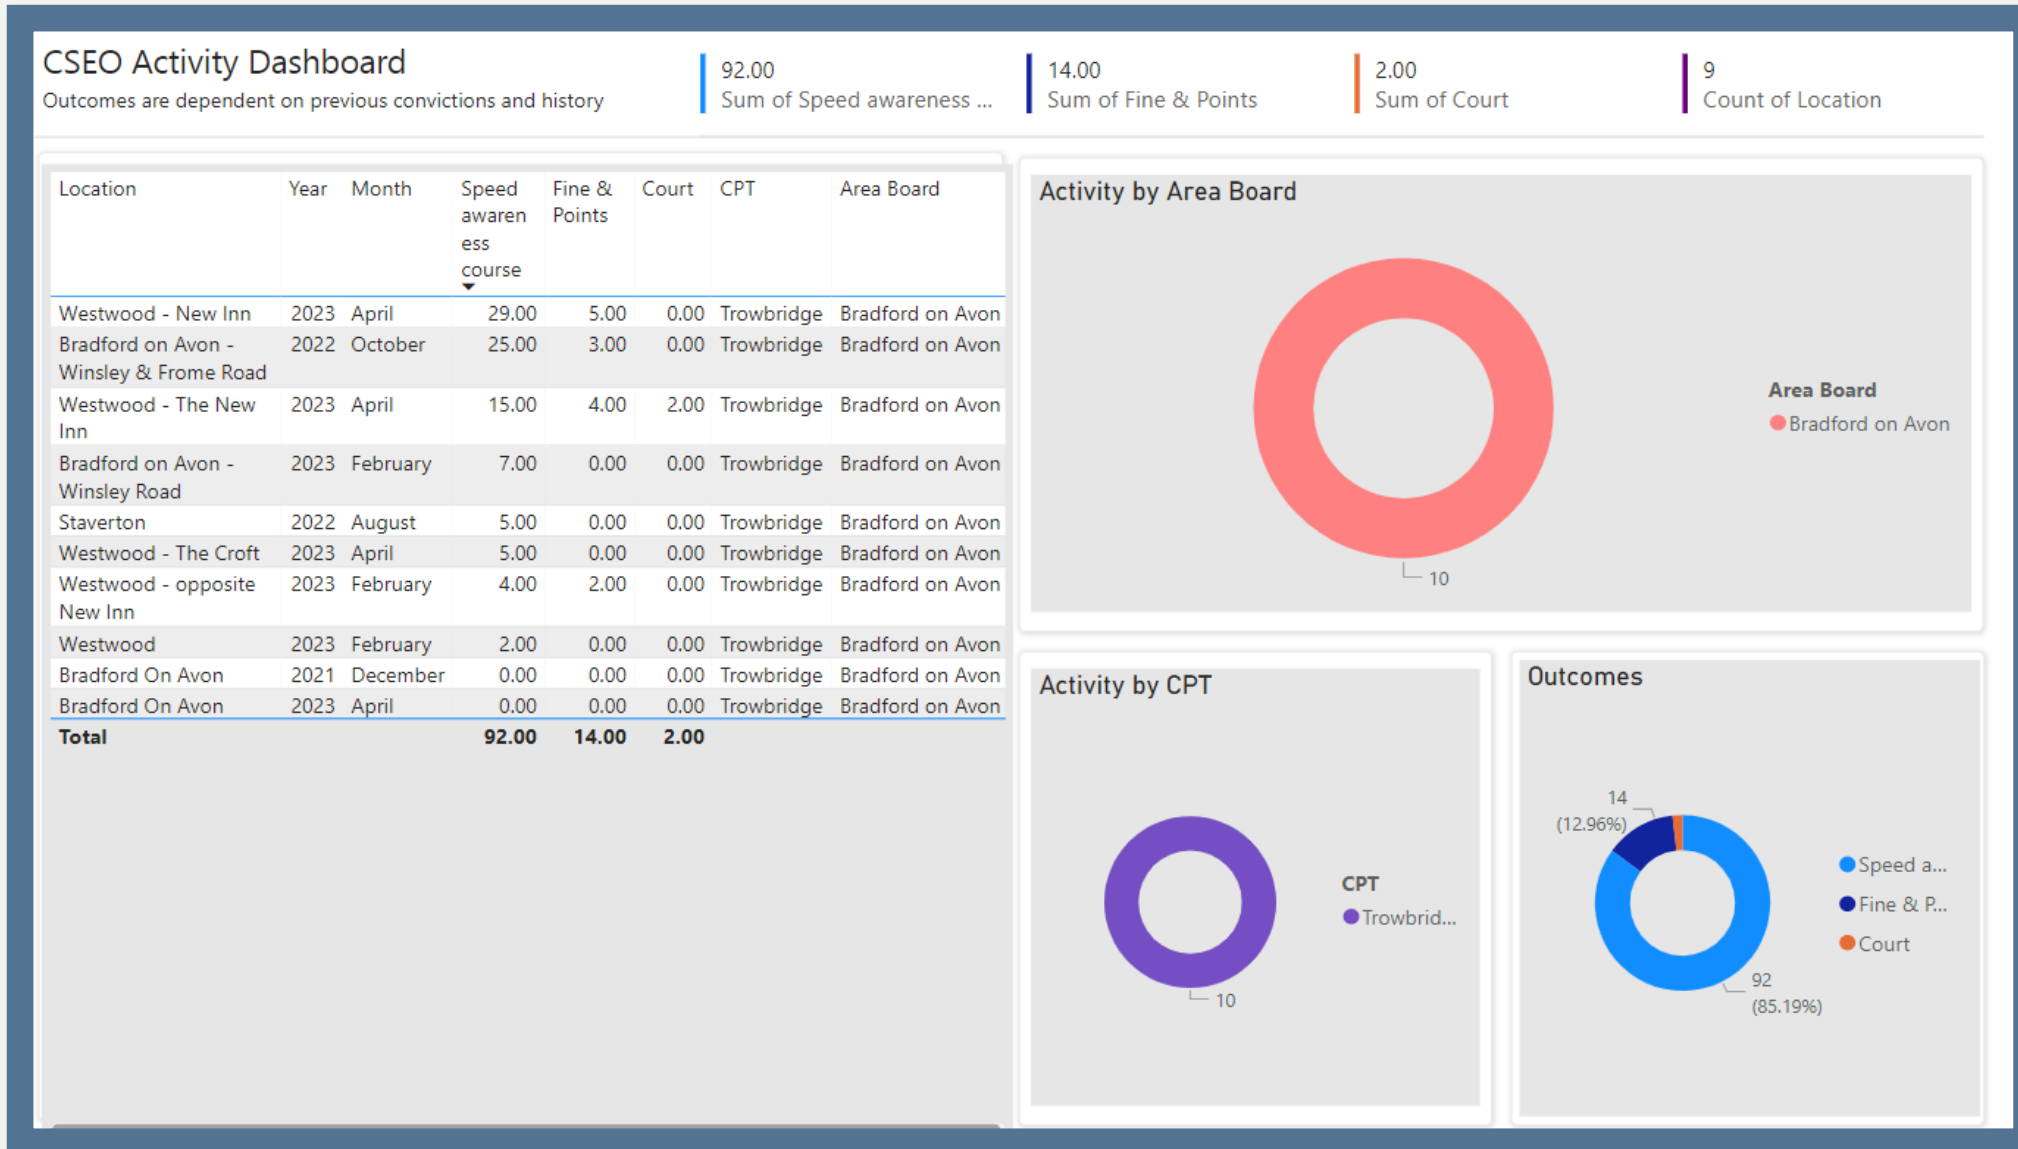 CSEO Activity Dashboard
Outcomes are dependent on previous convictions and history
92.00
Sum of Speed awareness ...
14.00
Sum of Fine & Points
2.00
Sum of Court
9
Count of Location
Location Year Month Speed Fine & Court CPT Area Board
awaren Points
ess
course
Westwood - New Inn 2023 April 29.00 5.00 0.00 Trowbridge Bradford on Avon
Bradford on Avon - 2022 October 25.00 3.00 0.00 Trowbridge Bradford on Avon
Winsley & Frome Road
Westwood - The New 2023 April 15.00 4.00 2.00 Trowbridge Bradford on Avon
Inn
Bradford on Avon - 2023 February 7.00 0.00 0.00 Trowbridge Bradford on Avon
Winsley Road
Staverton 2022 August 5.00 0.00 0.00 Trowbridge Bradford on Avon
Westwood - The Croft 2023 April 5.00 0.00 0.00 Trowbridge Bradford on Avon
Westwood - opposite 2023 February 4.00 2.00 0.00 Trowbridge Bradford on Avon
New Inn
Westwood 2023 February 2.00 0.00 0.00 Trowbridge Bradford on Avon
Bradford On Avon 2021 December 0.00 0.00 0.00 Trowbridge Bradford on Avon
Bradford On Avon 2023 April 0.00 0.00 0.00 Trowbridge Bradford on Avon
Total 92.00 14.00 2.00
Activity by Area Board
Area Board
Bradford on Avon
10
Activity by CPT
CPT
Trowbrid...
10
Outcomes
14
(12.96%)
Speed a...
Fine & P...
Court
92
(85.19%)